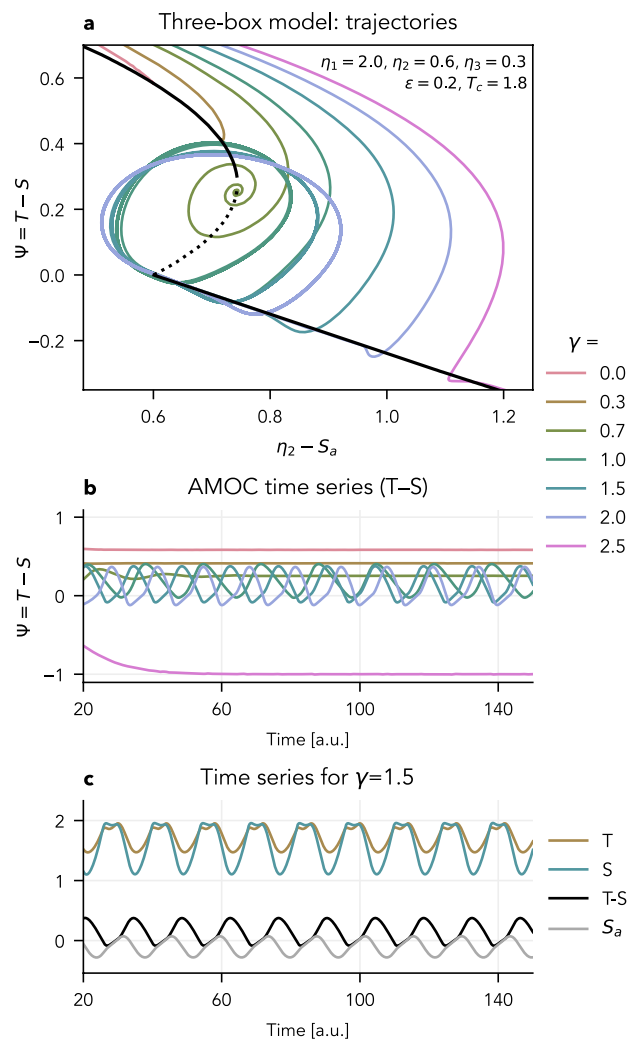 a Three-box model: trajectories
η₁ = 2.0, η₂ = 0.6, η₃ = 0.3
ε = 0.2, T_c = 1.8
Ψ = T − S
0.6
0.4
0.2
0.0
−0.2
0.6 0.8 1.0 1.2
η₂ − Sₐ
γ =
0.0
0.3
0.7
1.0
1.5
2.0
2.5
b AMOC time series (T–S)
Ψ = T − S
1
0
−1
20 60 100 140
Time [a.u.]
c Time series for γ=1.5
2
1
0
20 60 100 140
Time [a.u.]
T
S
T-S
Sₐ